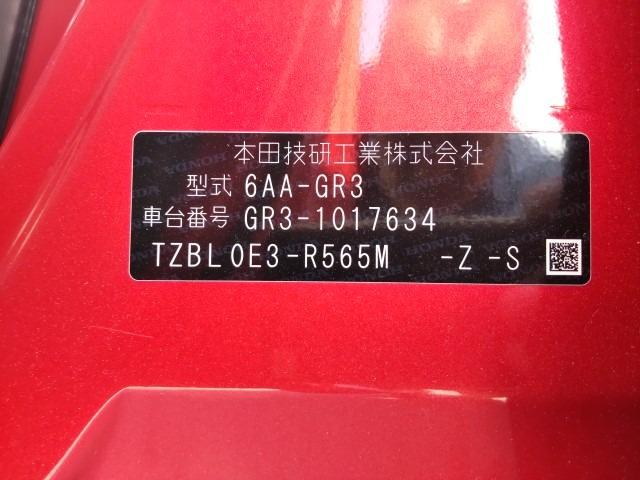 本田技研工業株式会社
型式 6AA-GR3
車台番号 GR3-1017634
TZBL0E3-R565M -Z -S